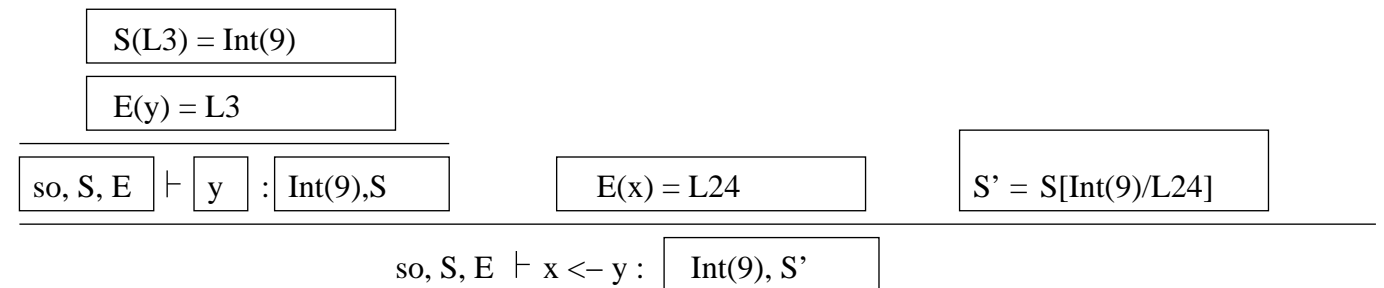 S(L3) = Int(9)
E(y) = L3
so, S, E ⊢ y : Int(9),S E(x) = L24 S’ = S[Int(9)/L24]
so, S, E ⊢ x <– y : Int(9), S’